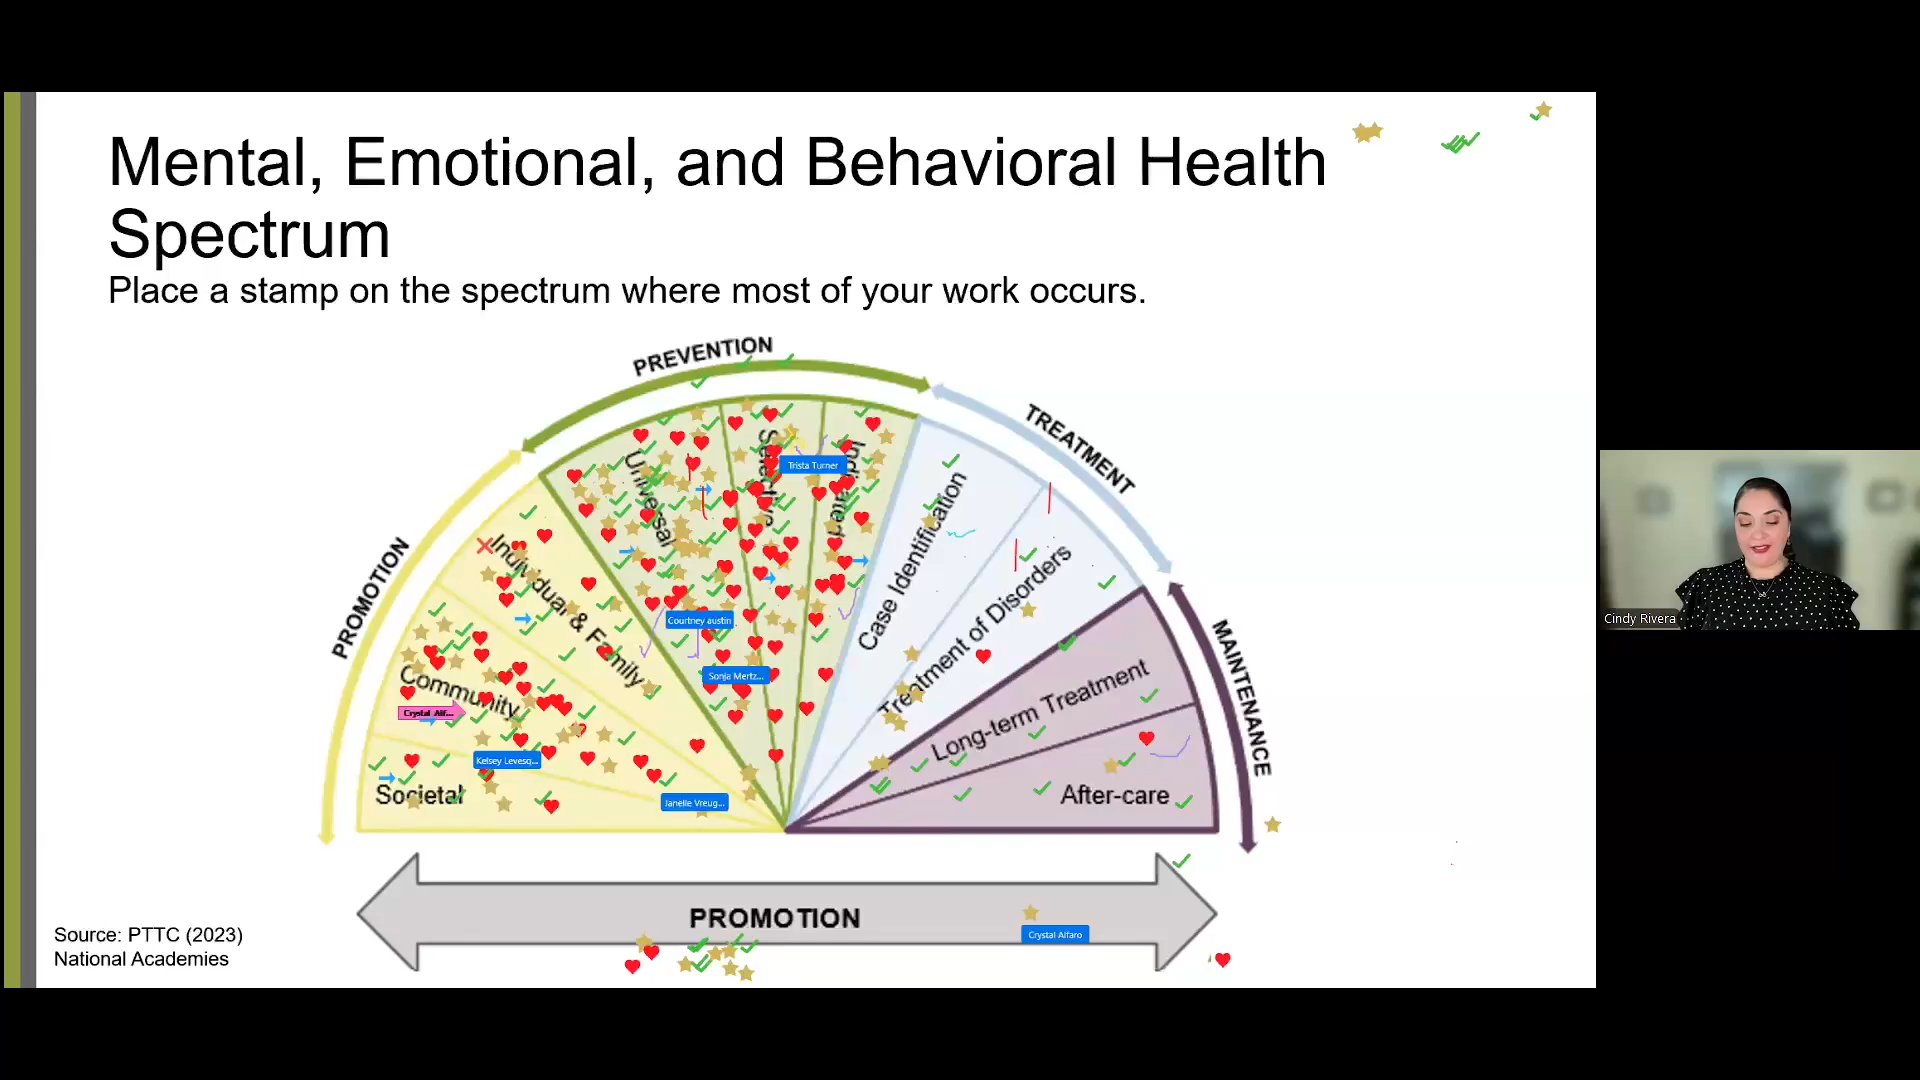 Mental, Emotional, and Behavioral Health
Spectrum
Place a stamp on the spectrum where most of your work occurs.
PREVENTION
TREATMENT
PROMOTION
MAINTENANCE
Universal
Selective
Indicated
Trista Turner
Case Identification
Individual & Family
Treatment of Disorders
Courtney austin
Sonja Mertz...
Community
Crystal Alf...
Long-term Treatment
Kelsey Levesq...
Societal
Janelle Vreug...
After-care
PROMOTION
Crystal Alfaro
Source: PTTC (2023)
National Academies
Cindy Rivera